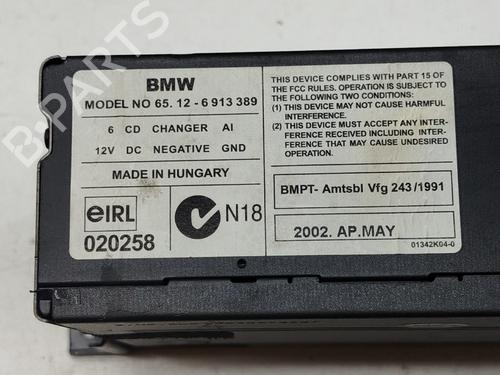 BMW
MODEL NO 65. 12 - 6 913 389
6 CD CHANGER AI
12V DC NEGATIVE GND
MADE IN HUNGARY
eIRL
020258
N18
THIS DEVICE COMPLIES WITH PART 15 OF
THE FCC RULES. OPERATION IS SUBJECT TO
THE FOLLOWING TWO CONDITIONS:
(1) THIS DEVICE MAY NOT CAUSE HARMFUL
INTERFERENCE.
(2) THIS DEVICE MUST ACCEPT ANY INTER-
FERENCE RECEIVED INCLUDING INTER-
FERENCE THAT MAY CAUSE UNDESIRED
OPERATION.
BMPT- Amtsbl Vfg 243 /1991
2002. AP.MAY
01342K04-0
B-PARTS